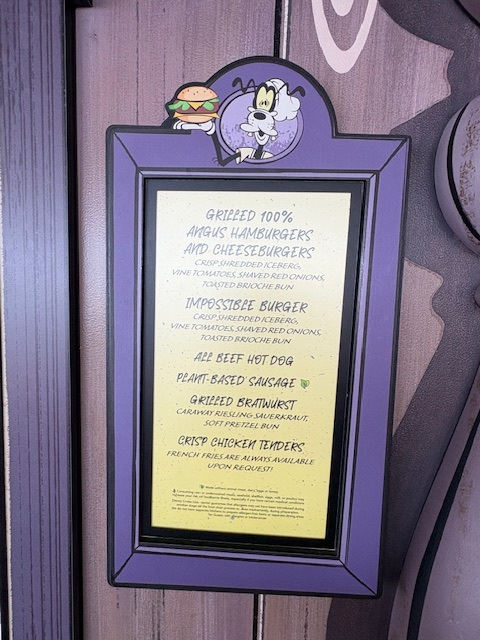 GRILLED 100%
ANGUS HAMBURGERS
AND CHEESEBURGERS
CRISP SHREDDED ICEBERG,
VINE TOMATOES, SHAVED RED ONIONS,
TOASTED BRIOCHE BUN
IMPOSSIBLE BURGER
CRISP SHREDDED ICEBERG,
VINE TOMATOES, SHAVED RED ONIONS,
TOASTED BRIOCHE BUN
ALL BEEF HOT DOG
PLANT-BASED SAUSAGE
GRILLED BRATWURST
CARAWAY RIESLING SAUERKRAUT,
SOFT PRETZEL BUN
CRISP CHICKEN TENDERS
FRENCH FRIES ARE ALWAYS AVAILABLE
UPON REQUEST!